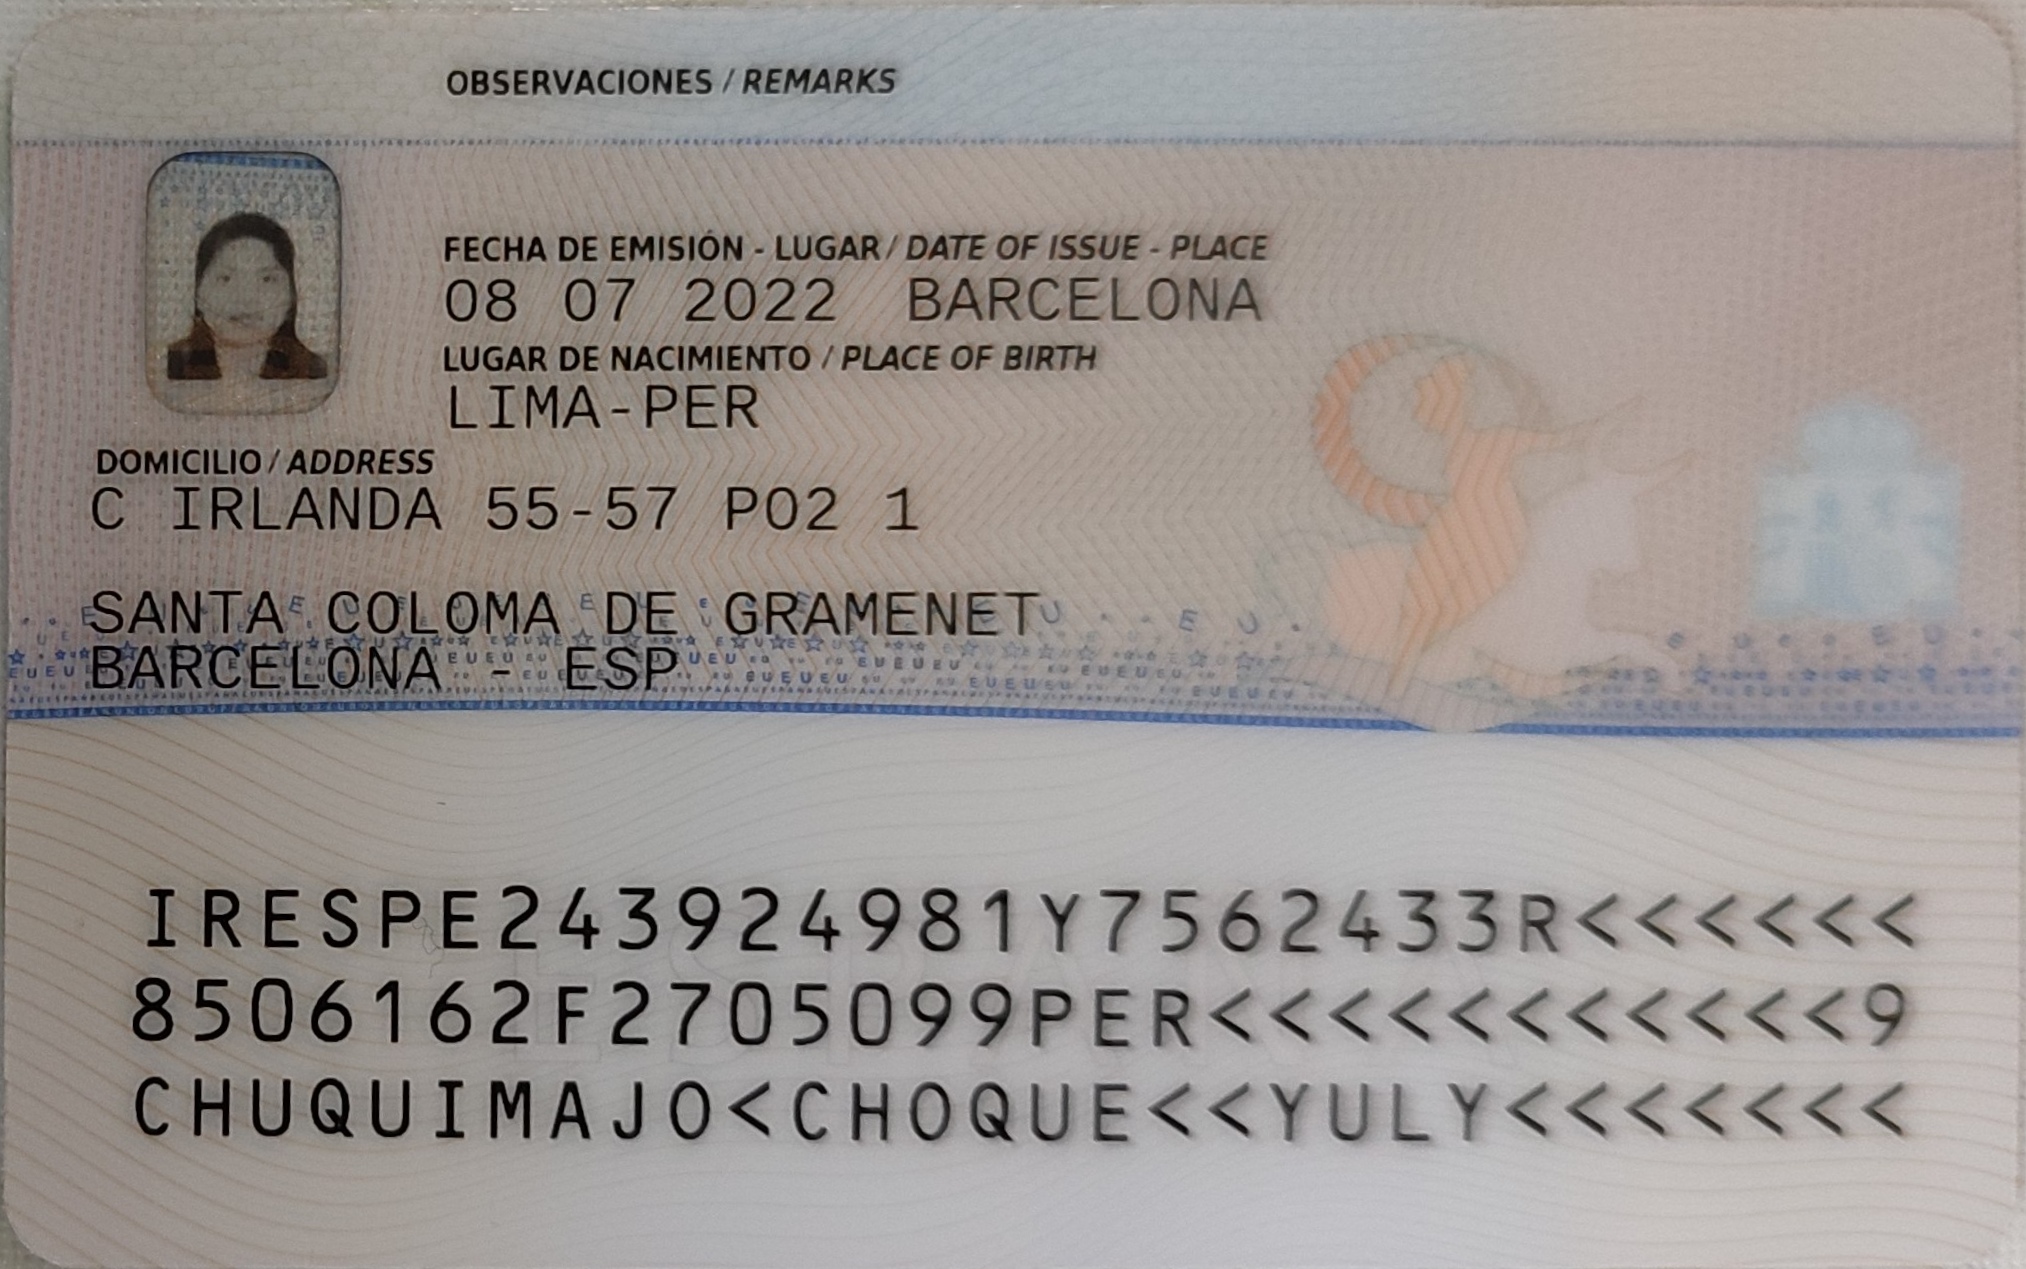 OBSERVACIONES / REMARKS
FECHA DE EMISIÓN - LUGAR / DATE OF ISSUE - PLACE
08 07 2022 BARCELONA
LUGAR DE NACIMIENTO / PLACE OF BIRTH
LIMA-PER
DOMICILIO / ADDRESS
C IRLANDA 55-57 P02 1
SANTA COLOMA DE GRAMENET
BARCELONA - ESP
IRESPE243924981Y7562433R<<<<<<
8506162F2705099PER<<<<<<<<<<<9
CHUQUIMAJO<CHOQUE<<YULY<<<<<<<